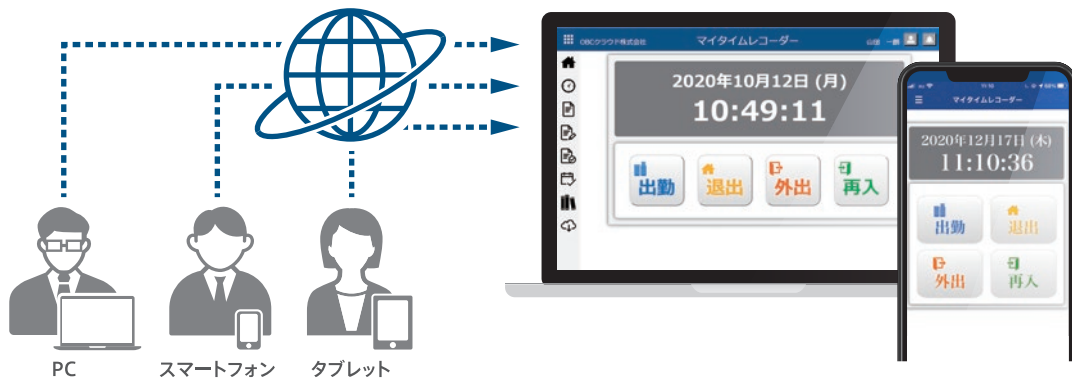 OBCクラウド株式会社
マイタイムレコーダー
2020年10月12日 (月)
10:49:11
出勤
退出
外出
再入
マイタイムレコーダー
2020年12月17日 (木)
11:10:36
出勤
退出
外出
再入
PC
スマートフォン
タブレット